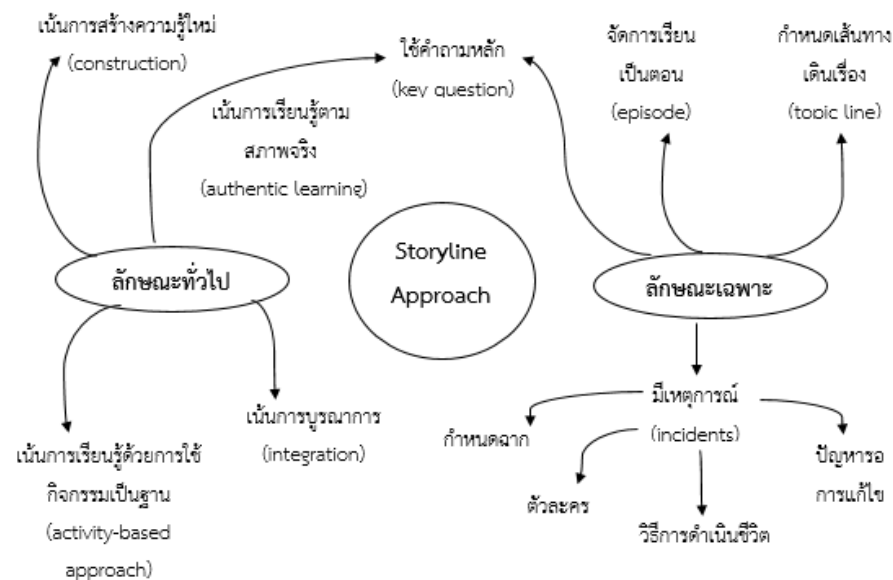 เน้นการสร้างความรู้ใหม่
(construction)
ใช้คำถามหลัก
(key question)
จัดการเรียน
เป็นตอน
(episode)
กำหนดเส้นทาง
เดินเรื่อง
(topic line)
เน้นการเรียนรู้ตาม
สภาพจริง
(authentic learning)
Storyline
Approach
ลักษณะทั่วไป
ลักษณะเฉพาะ
เน้นการเรียนรู้ด้วยการใช้
กิจกรรมเป็นฐาน
(activity-based
approach)
เน้นการบูรณาการ
(integration)
มีเหตุการณ์
(incidents)
กำหนดฉาก
ตัวละคร
วิธีการดำเนินชีวิต
ปัญหารอ
การแก้ไข